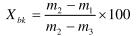 X_{bk} = \frac{m_2 - m_1}{m_2 - m_3} \times 100